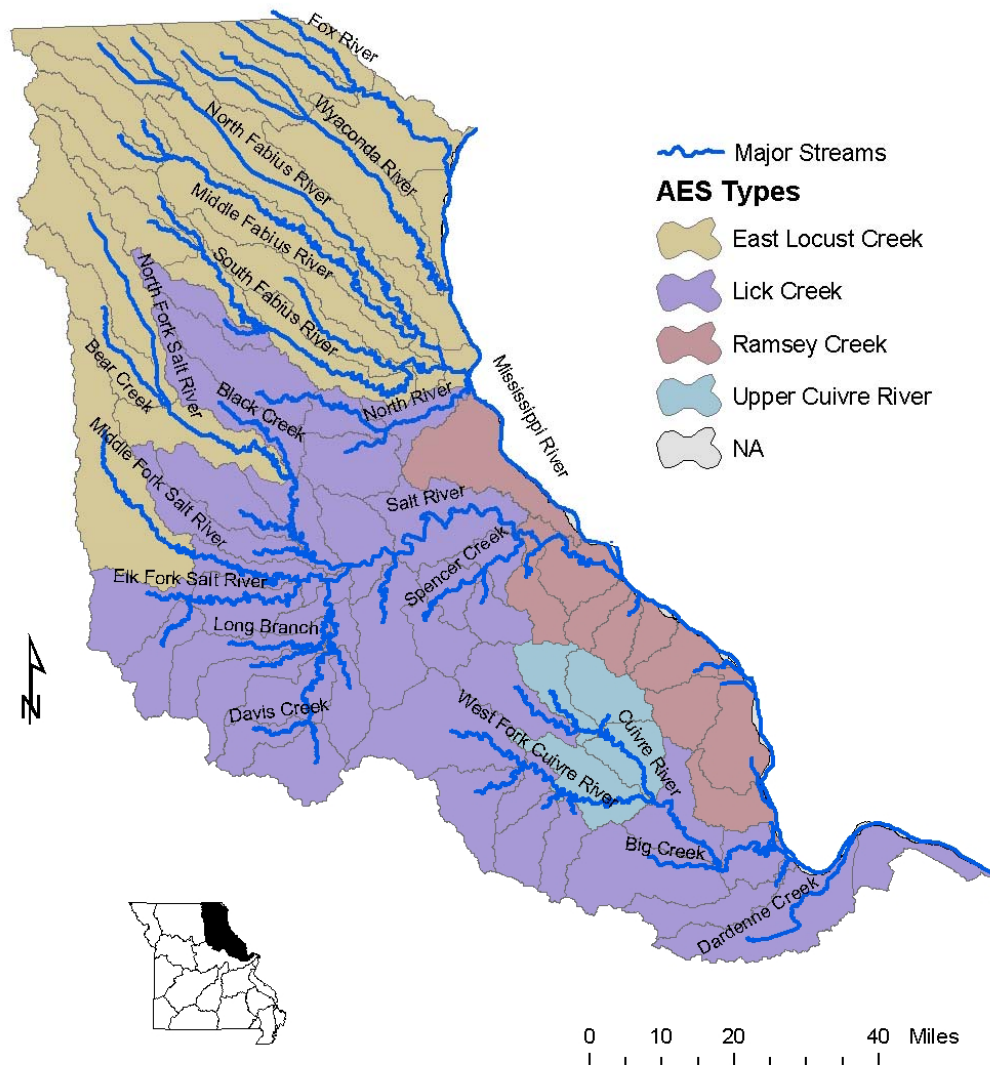 Fox River
Wyaconda River
North Fabius River
Middle Fabius River
South Fabius River
North Fork Salt River
Bear Creek
Black Creek
North River
Mississippi River
Middle Fork Salt River
Salt River
Spencer Creek
Elk Fork Salt River
Long Branch
Davis Creek
West Fork Cuivre River
Cuivre River
Big Creek
Dardenne Creek
Major Streams
AES Types
East Locust Creek
Lick Creek
Ramsey Creek
Upper Cuivre River
NA
N
0 10 20 40 Miles